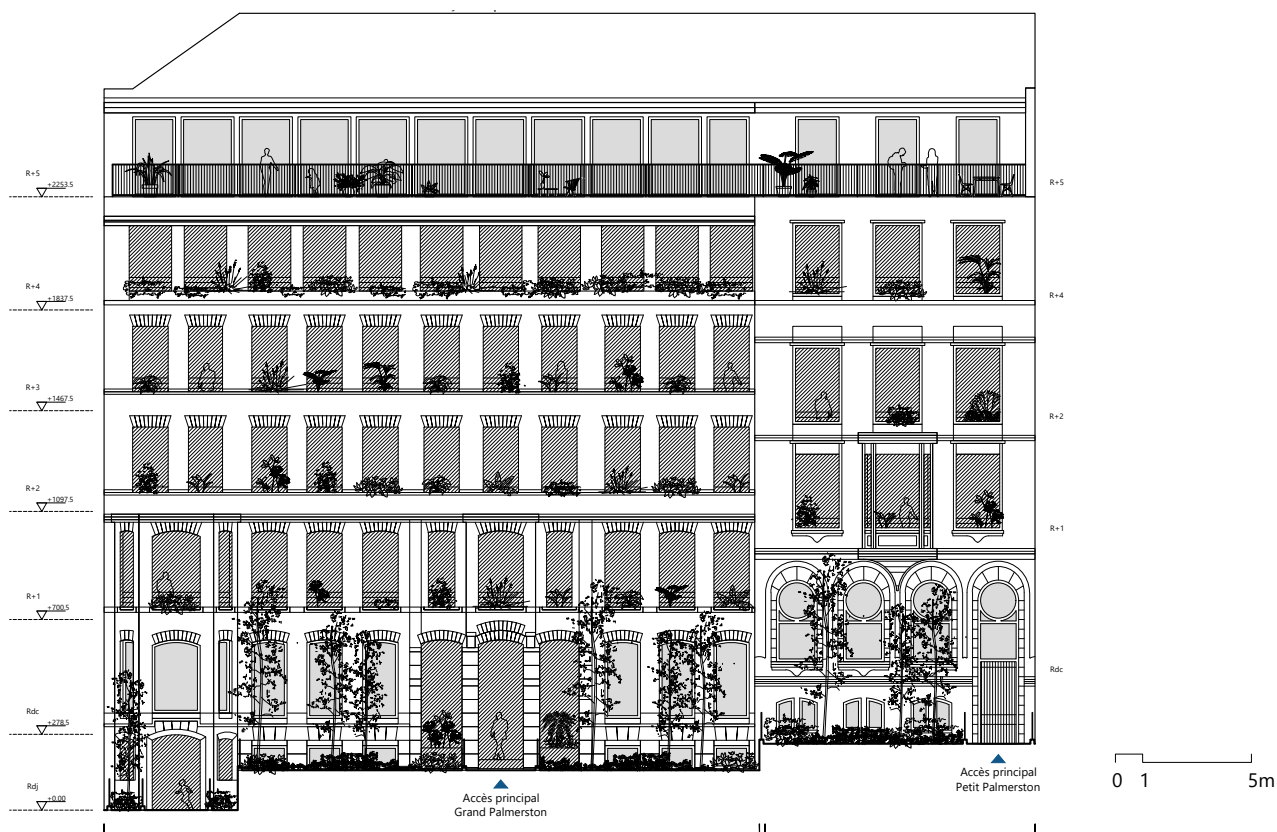 R+5
+2253.5
R+5
R+4
+1837.5
R+4
R+3
+1467.5
R+2
R+2
+1097.5
R+1
R+1
+700.5
Rdc
Rdc
+278.5
Rdj
+0.00
Accès principal
Grand Palmerston
Accès principal
Petit Palmerston
0 1 5m